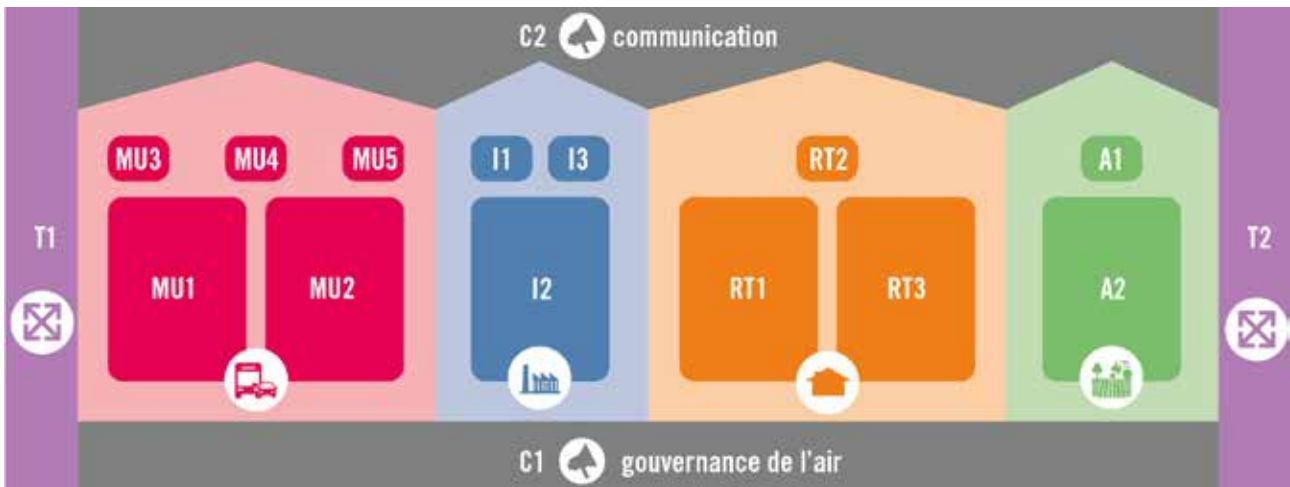 C2 communication
MU3 MU4 MU5 I1 I3 RT2 A1
T1 T2
MU1 MU2 I2 RT1 RT3 A2
C1 gouvernance de l'air